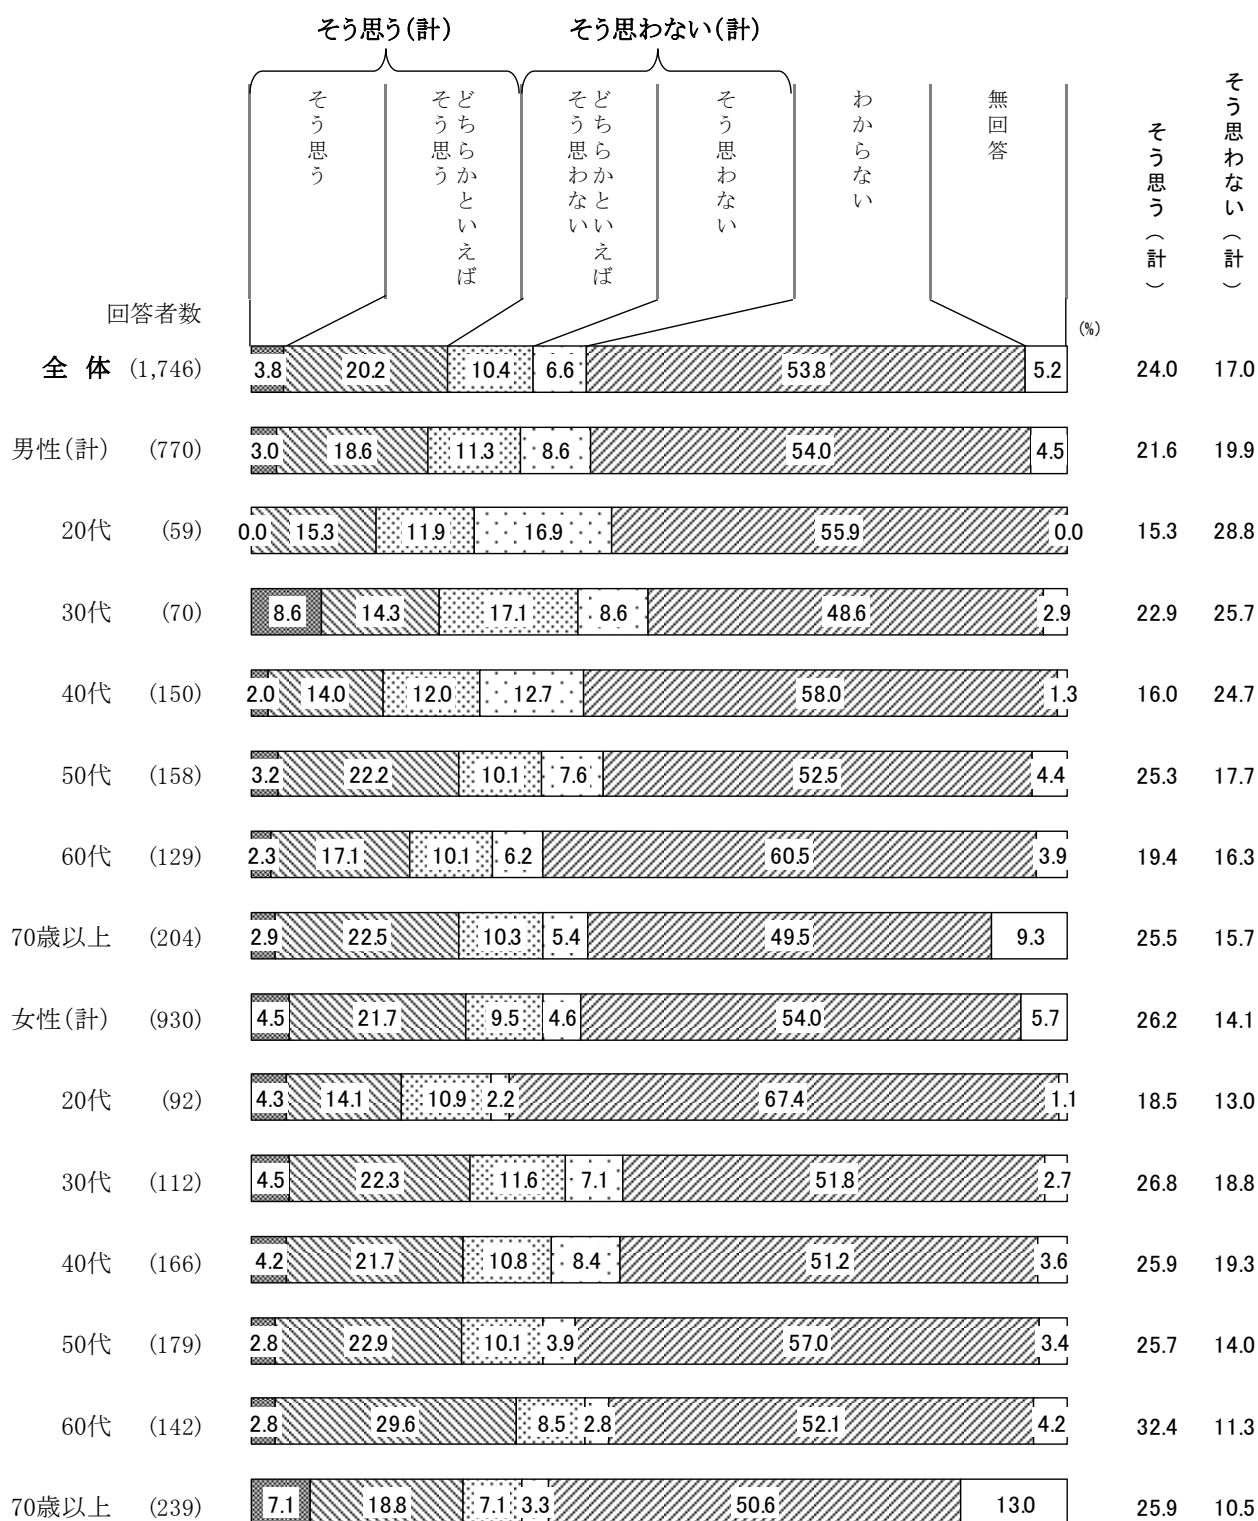 そう思う(計) そう思わない(計)
そう思う
どちらかといえば
そう思う
どちらかといえば
そう思わない
そう思わない
わからない
無回答
そう思う(計)
そう思わない(計)
回答者数
(%)
全 体 (1,746) 3.8 20.2 10.4 6.6 53.8 5.2 24.0 17.0
男性(計) (770) 3.0 18.6 11.3 8.6 54.0 4.5 21.6 19.9
20代 (59) 0.0 15.3 11.9 16.9 55.9 0.0 15.3 28.8
30代 (70) 8.6 14.3 17.1 8.6 48.6 2.9 22.9 25.7
40代 (150) 2.0 14.0 12.0 12.7 58.0 1.3 16.0 24.7
50代 (158) 3.2 22.2 10.1 7.6 52.5 4.4 25.3 17.7
60代 (129) 2.3 17.1 10.1 6.2 60.5 3.9 19.4 16.3
70歳以上 (204) 2.9 22.5 10.3 5.4 49.5 9.3 25.5 15.7
女性(計) (930) 4.5 21.7 9.5 4.6 54.0 5.7 26.2 14.1
20代 (92) 4.3 14.1 10.9 2.2 67.4 1.1 18.5 13.0
30代 (112) 4.5 22.3 11.6 7.1 51.8 2.7 26.8 18.8
40代 (166) 4.2 21.7 10.8 8.4 51.2 3.6 25.9 19.3
50代 (179) 2.8 22.9 10.1 3.9 57.0 3.4 25.7 14.0
60代 (142) 2.8 29.6 8.5 2.8 52.1 4.2 32.4 11.3
70歳以上 (239) 7.1 18.8 7.1 3.3 50.6 13.0 25.9 10.5